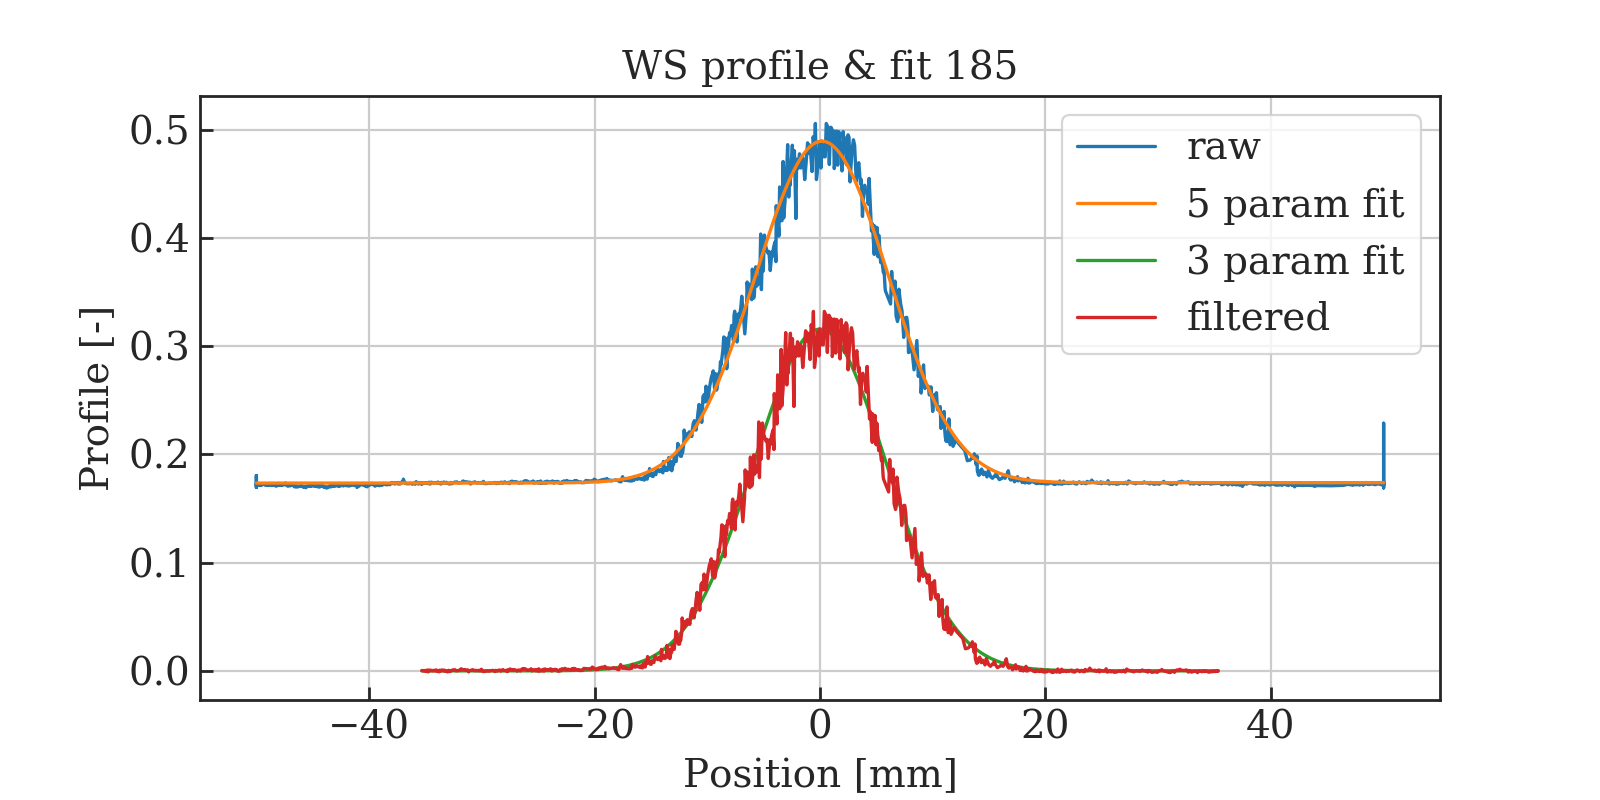 WS profile & fit 185
0.5
0.4
0.3
0.2
0.1
0.0
Profile [-]
raw
5 param fit
3 param fit
filtered
−40 −20 0 20 40
Position [mm]